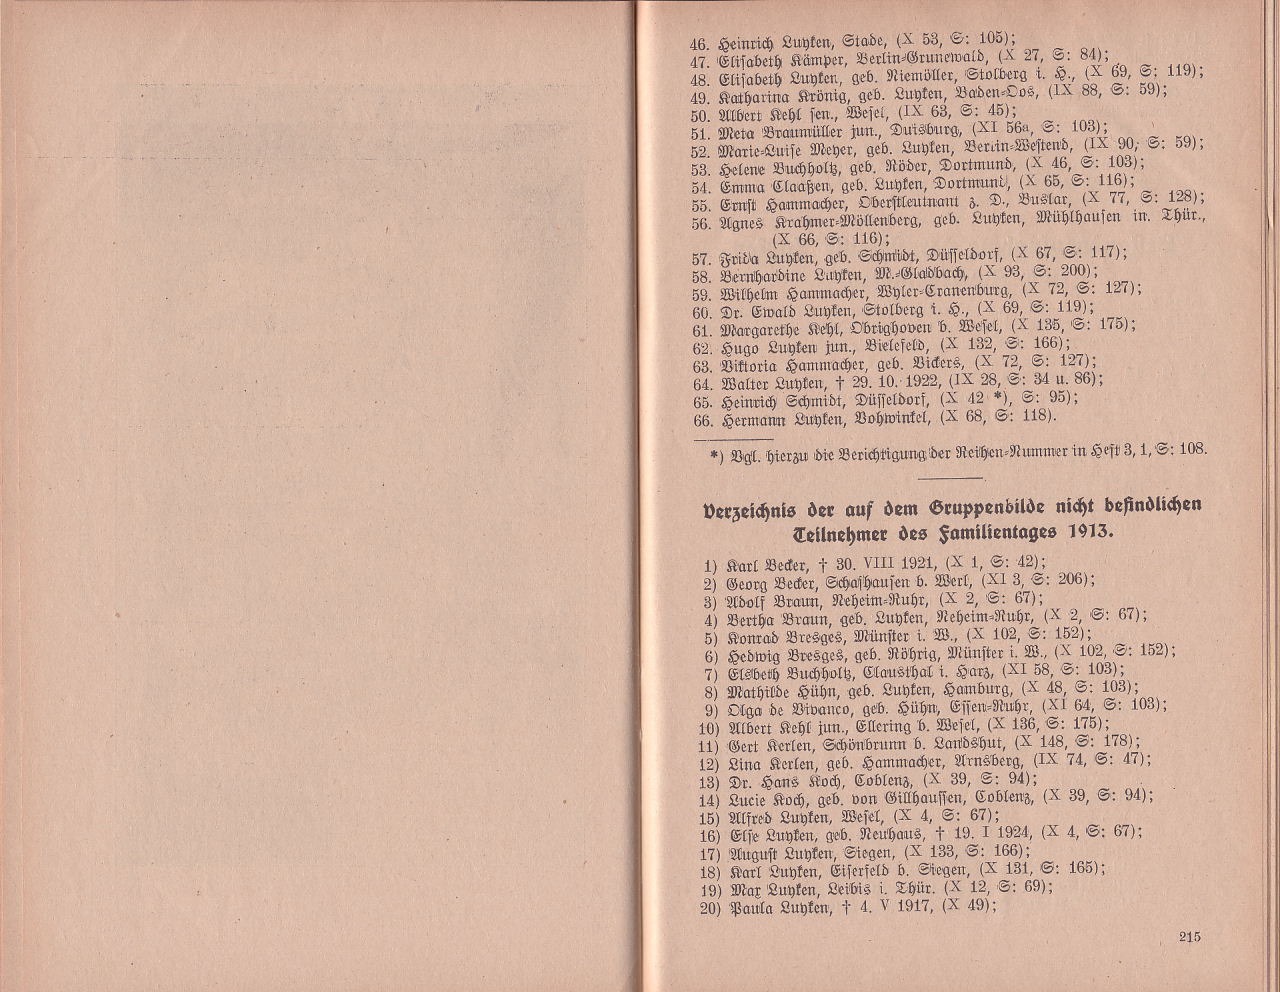 46. Heinrich Luyken, Stade, (X 53, S: 105);
47. Elisabeth Kämper, Berlin-Grunewald, (X 27, S: 84);
48. Elisabeth Luyken, geb. Niemöller, Stolberg i. H., (X 69, S: 119);
49. Katharina Krönig, geb. Luyken, Baden-Oos, (IX 88, S: 59);
50. Albert Kehl sen., Wesel, (IX 63, S: 45);
51. Meta Braumüller jun., Duisburg, (XI 56a, S: 103);
52. Marie-Luise Meyer, geb. Luyken, Berlin-Westend, (IX 90, S: 59);
53. Helene Buchholtz, geb. Röder, Dortmund, (X 46, S: 103);
54. Emma Claaßen, geb. Luyken, Dortmund, (X 65, S: 116);
55. Ernst Hammacher, Oberstleutnant z. D., Buslar, (X 77, S: 128);
56. Agnes Krahmer-Möllenberg, geb. Luyken, Mühlhausen in. Thür.,
(X 66, S: 116);
57. Frida Luyken, geb. Schmidt, Düsseldorf, (X 67, S: 117);
58. Bernhardine Luyken, M.-Gladbach, (X 93, S: 200);
59. Wilhelm Hammacher, Wyler-Cranenburg, (X 72, S: 127);
60. Dr. Ewald Luyken, Stolberg i. H., (X 69, S: 119);
61. Margarethe Kehl, Obrighoven b. Wesel, (X 135, S: 175);
62. Hugo Luyken jun., Bielefeld, (X 132, S: 166);
63. Viktoria Hammacher, geb. Vickers, (X 72, S: 127);
64. Walter Luyken, † 29. 10. 1922, (IX 28, S: 34 u. 86);
65. Heinrich Schmidt, Düsseldorf, (X 42 *), S: 95);
66. Hermann Luyken, Vohwinkel, (X 68, S: 118).
*) Vgl. hierzu die Berichtigung der Reihen-Nummer in Heft 3, 1, S: 108.
Verzeichnis der auf dem Gruppenbilde nicht befindlichen
Teilnehmer des Familientages 1913.
1) Karl Becker, † 30. VIII 1921, (X 1, S: 42);
2) Georg Becker, Schafhausen b. Werl, (XI 3, S: 206);
3) Adolf Braun, Neheim-Ruhr, (X 2, S: 67);
4) Bertha Braun, geb. Luyken, Neheim-Ruhr, (X 2, S: 67);
5) Konrad Bresges, Münster i. W., (X 102, S: 152);
6) Hedwig Bresges, geb. Röhrig, Münster i. W., (X 102, S: 152);
7) Elsbeth Buchholtz, Clausthal i. Harz, (XI 58, S: 103);
8) Mathilde Hühn, geb. Luyken, Hamburg, (X 48, S: 103);
9) Olga de Vivanco, geb. Hühn, Essen-Ruhr, (XI 64, S: 103);
10) Albert Kehl jun., Ellering b. Wesel, (X 136, S: 175);
11) Gert Kerlen, Schönbrunn b. Landshut, (X 148, S: 178);
12) Lina Kerlen, geb. Hammacher, Arnsberg, (IX 74, S: 47);
13) Dr. Hans Koch, Coblenz, (X 39, S: 94);
14) Lucie Koch, geb. von Gillhaussen, Coblenz, (X 39, S: 94);
15) Alfred Luyken, Wesel, (X 4, S: 67);
16) Else Luyken, geb. Neuhaus, † 19. I 1924, (X 4, S: 67);
17) August Luyken, Siegen, (X 133, S: 166);
18) Karl Luyken, Eiserfeld b. Siegen, (X 131, S: 165);
19) Max Luyken, Leibis i. Thür. (X 12, S: 69);
20) Paula Luyken, † 4. V 1917, (X 49);
215